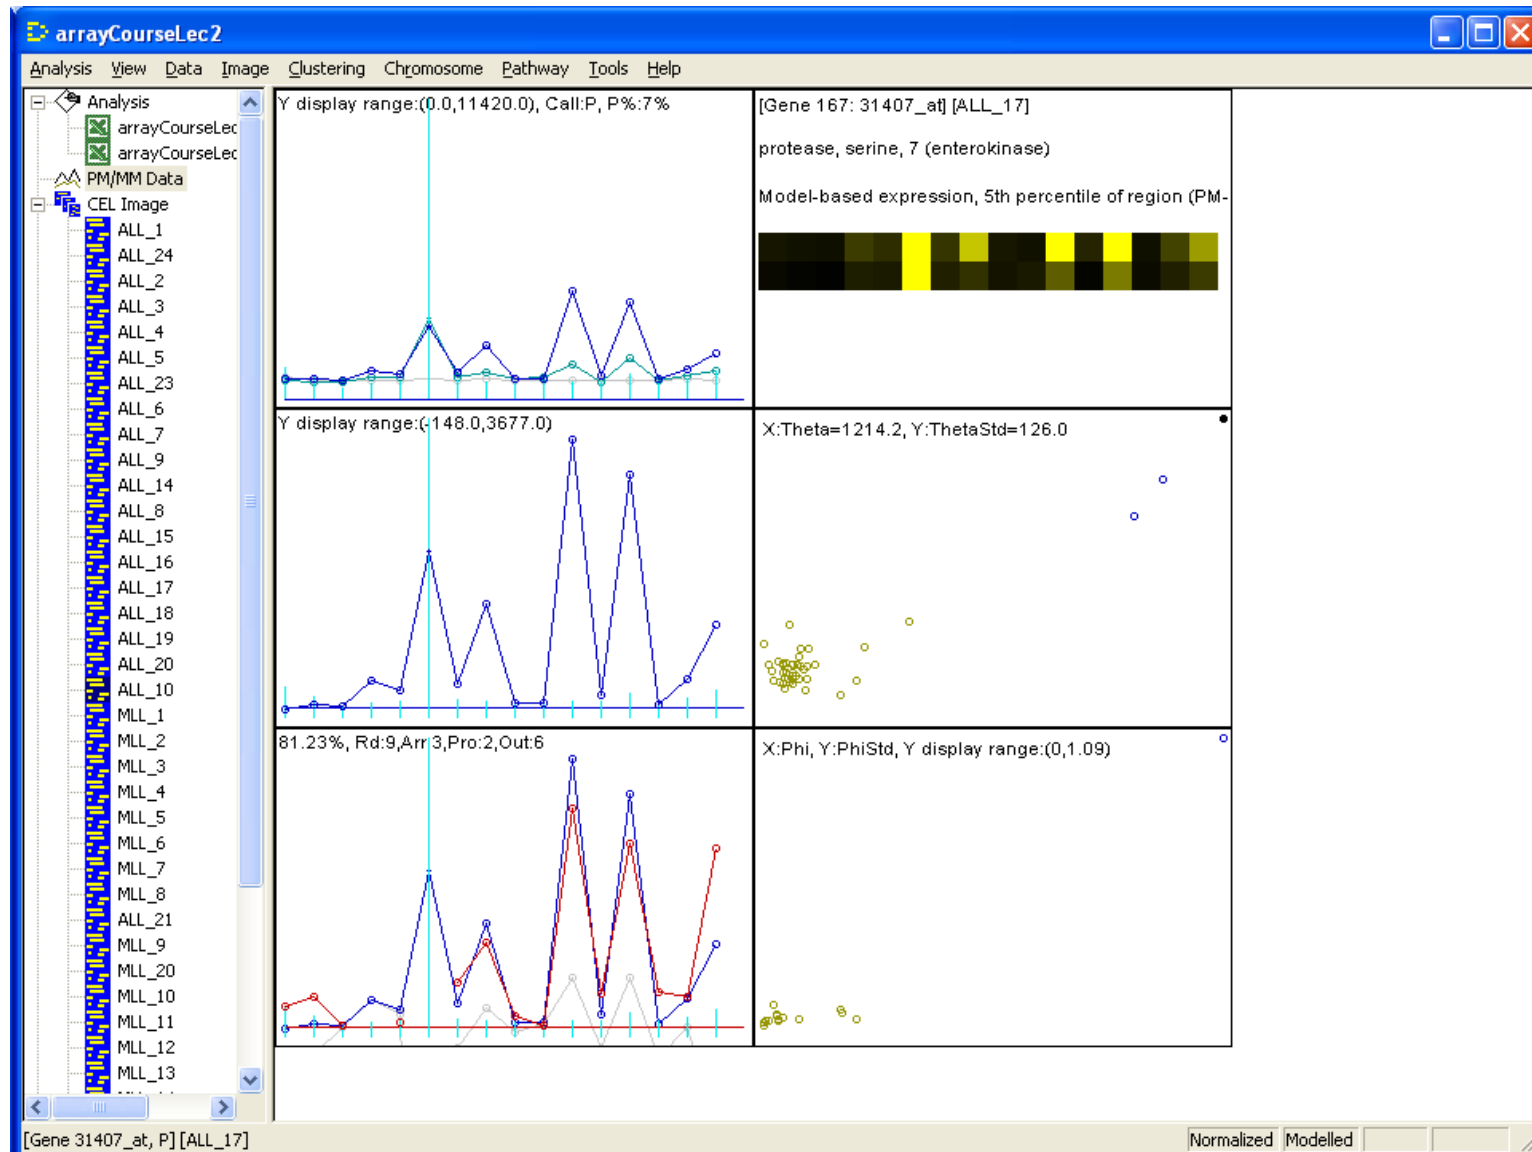 arrayCourseLec2
Analysis View Data Image Clustering Chromosome Pathway Tools Help
Analysis
arrayCourseLec
arrayCourseLec
PM/MM Data
CEL Image
ALL_1
ALL_24
ALL_2
ALL_3
ALL_4
ALL_5
ALL_23
ALL_6
ALL_7
ALL_9
ALL_14
ALL_8
ALL_15
ALL_16
ALL_17
ALL_18
ALL_19
ALL_20
ALL_10
MLL_1
MLL_2
MLL_3
MLL_4
MLL_5
MLL_6
MLL_7
MLL_8
ALL_21
MLL_9
MLL_20
MLL_10
MLL_11
MLL_12
MLL_13
Y display range:(0.0,11420.0), Call:P, P%:7%
[Gene 167: 31407_at] [ALL_17]
protease, serine, 7 (enterokinase)
Model-based expression, 5th percentile of region (PM-
Y display range:(-148.0,3677.0)
X:Theta=1214.2, Y:ThetaStd=126.0
81.23%, Rd:9,Arr:3,Pro:2,Out:6
X:Phi, Y:PhiStd, Y display range:(0,1.09)
[Gene 31407_at, P] [ALL_17]
Normalized Modelled